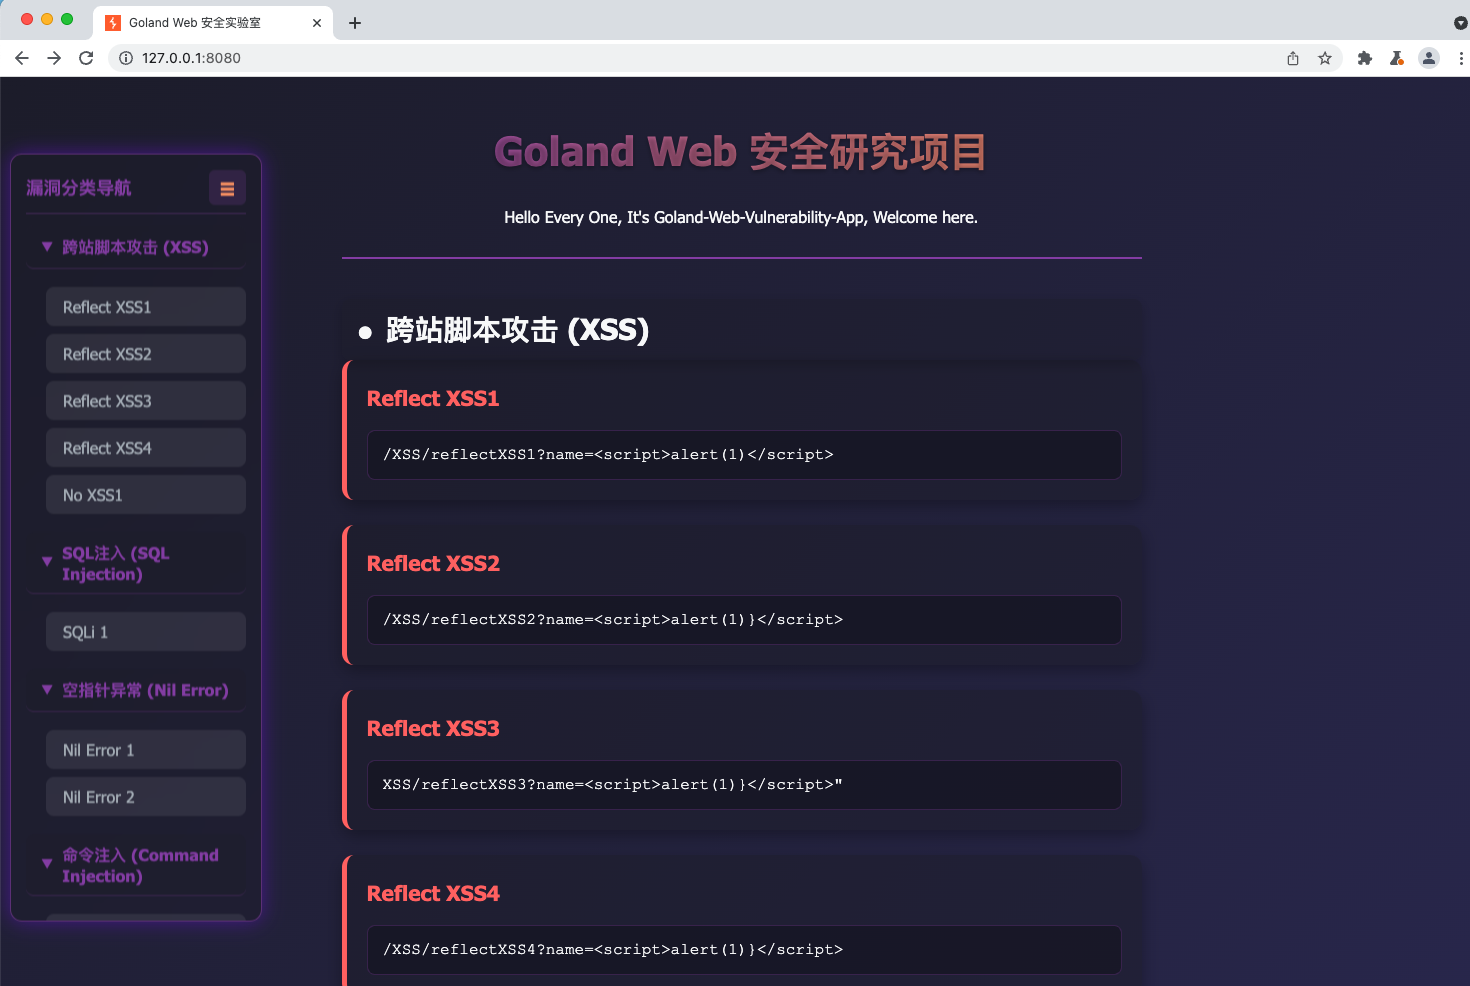 Goland Web 安全实验室
127.0.0.1:8080
Goland Web 安全研究项目
Hello Every One, It's Goland-Web-Vulnerability-App, Welcome here.
漏洞分类导航
▼ 跨站脚本攻击 (XSS)
Reflect XSS1
Reflect XSS2
Reflect XSS3
Reflect XSS4
No XSS1
▼ SQL注入 (SQL
Injection)
SQLi 1
▼ 空指针异常 (Nil Error)
Nil Error 1
Nil Error 2
▼ 命令注入 (Command
Injection)
● 跨站脚本攻击 (XSS)
Reflect XSS1
/XSS/reflectXSS1?name=<script>alert(1)</script>
Reflect XSS2
/XSS/reflectXSS2?name=<script>alert(1)}</script>
Reflect XSS3
XSS/reflectXSS3?name=<script>alert(1)}</script>"
Reflect XSS4
/XSS/reflectXSS4?name=<script>alert(1)}</script>